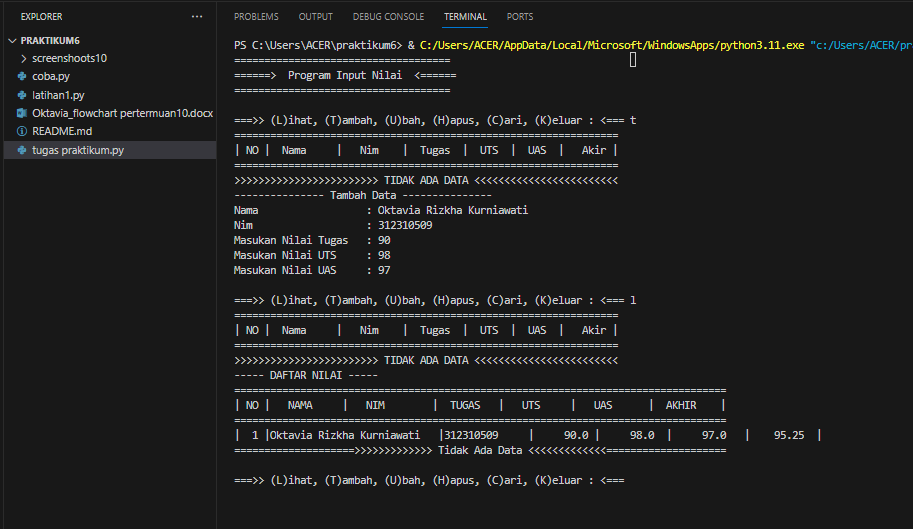 EXPLORER
...
PRAKTIKUM6
screenshoots10
coba.py
latihan1.py
Oktavia_flowchart pertermuan10.docx
README.md
tugas praktikum.py
PROBLEMS OUTPUT DEBUG CONSOLE TERMINAL PORTS
PS C:\Users\ACER\praktikum6> & C:/Users/ACER/AppData/Local/Microsoft/WindowsApps/python3.11.exe "c:/Users/ACER/pr
====================================
======>  Program Input Nilai  <======
====================================
===>> (L)ihat, (T)ambah, (U)bah, (H)apus, (C)ari, (K)eluar : <=== t
================================================================
| NO |  Nama     |   Nim    |  Tugas  |  UTS  |  UAS  |   Akir |
================================================================
>>>>>>>>>>>>>>>>>>>>>>>> TIDAK ADA DATA <<<<<<<<<<<<<<<<<<<<<<<<
--------------- Tambah Data ---------------
Nama                  : Oktavia Rizkha Kurniawati
Nim                   : 312310509
Masukan Nilai Tugas   : 90
Masukan Nilai UTS     : 98
Masukan Nilai UAS     : 97
===>> (L)ihat, (T)ambah, (U)bah, (H)apus, (C)ari, (K)eluar : <=== l
================================================================
| NO |  Nama     |   Nim    |  Tugas  |  UTS  |  UAS  |   Akir |
================================================================
>>>>>>>>>>>>>>>>>>>>>>>> TIDAK ADA DATA <<<<<<<<<<<<<<<<<<<<<<<<
----- DAFTAR NILAI -----
==================================================================================
| NO |   NAMA     |   NIM        |  TUGAS   |   UTS     |   UAS    |  AKHIR    |
==================================================================================
|  1 |Oktavia Rizkha Kurniawati   |312310509     |     90.0 |     98.0  |     97.0   |    95.25  |
====================>>>>>>>>>>>>> Tidak Ada Data <<<<<<<<<<<<<====================
===>> (L)ihat, (T)ambah, (U)bah, (H)apus, (C)ari, (K)eluar : <===